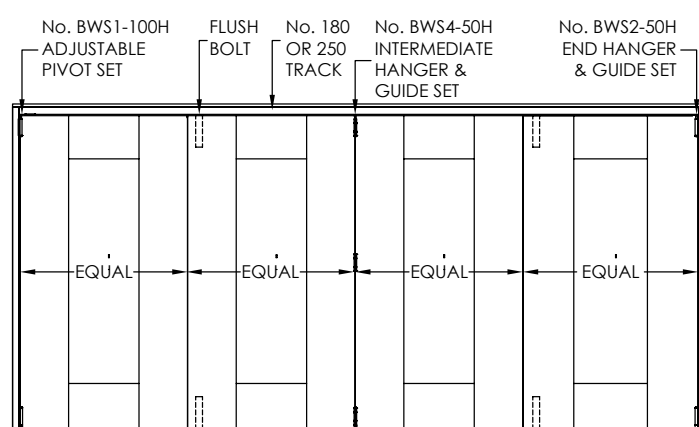 No. BWS1-100H
ADJUSTABLE
PIVOT SET
FLUSH
BOLT
No. 180
OR 250
TRACK
No. BWS4-50H
INTERMEDIATE
HANGER &
GUIDE SET
No. BWS2-50H
END HANGER
& GUIDE SET
EQUAL
EQUAL
EQUAL
EQUAL